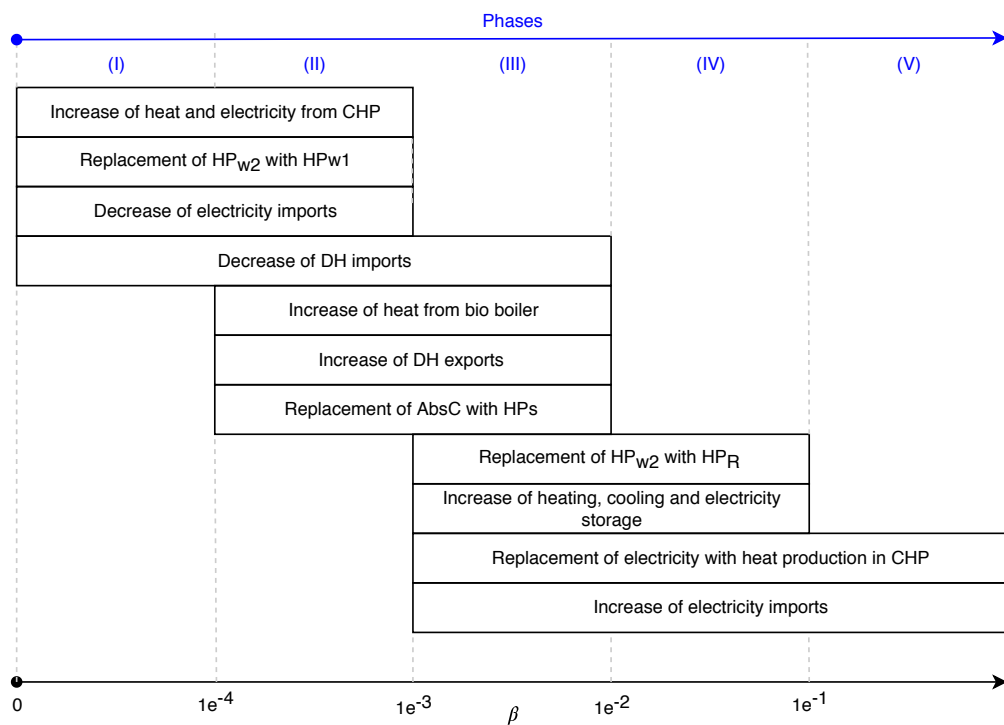 Phases
(I) (II) (III) (IV) (V)
Increase of heat and electricity from CHP
Replacement of HPw2 with HPw1
Decrease of electricity imports
Decrease of DH imports
Increase of heat from bio boiler
Increase of DH exports
Replacement of AbsC with HPs
Replacement of HPw2 with HPR
Increase of heating, cooling and electricity
storage
Replacement of electricity with heat production in CHP
Increase of electricity imports
0 1e-4 1e-3 1e-2 1e-1
β